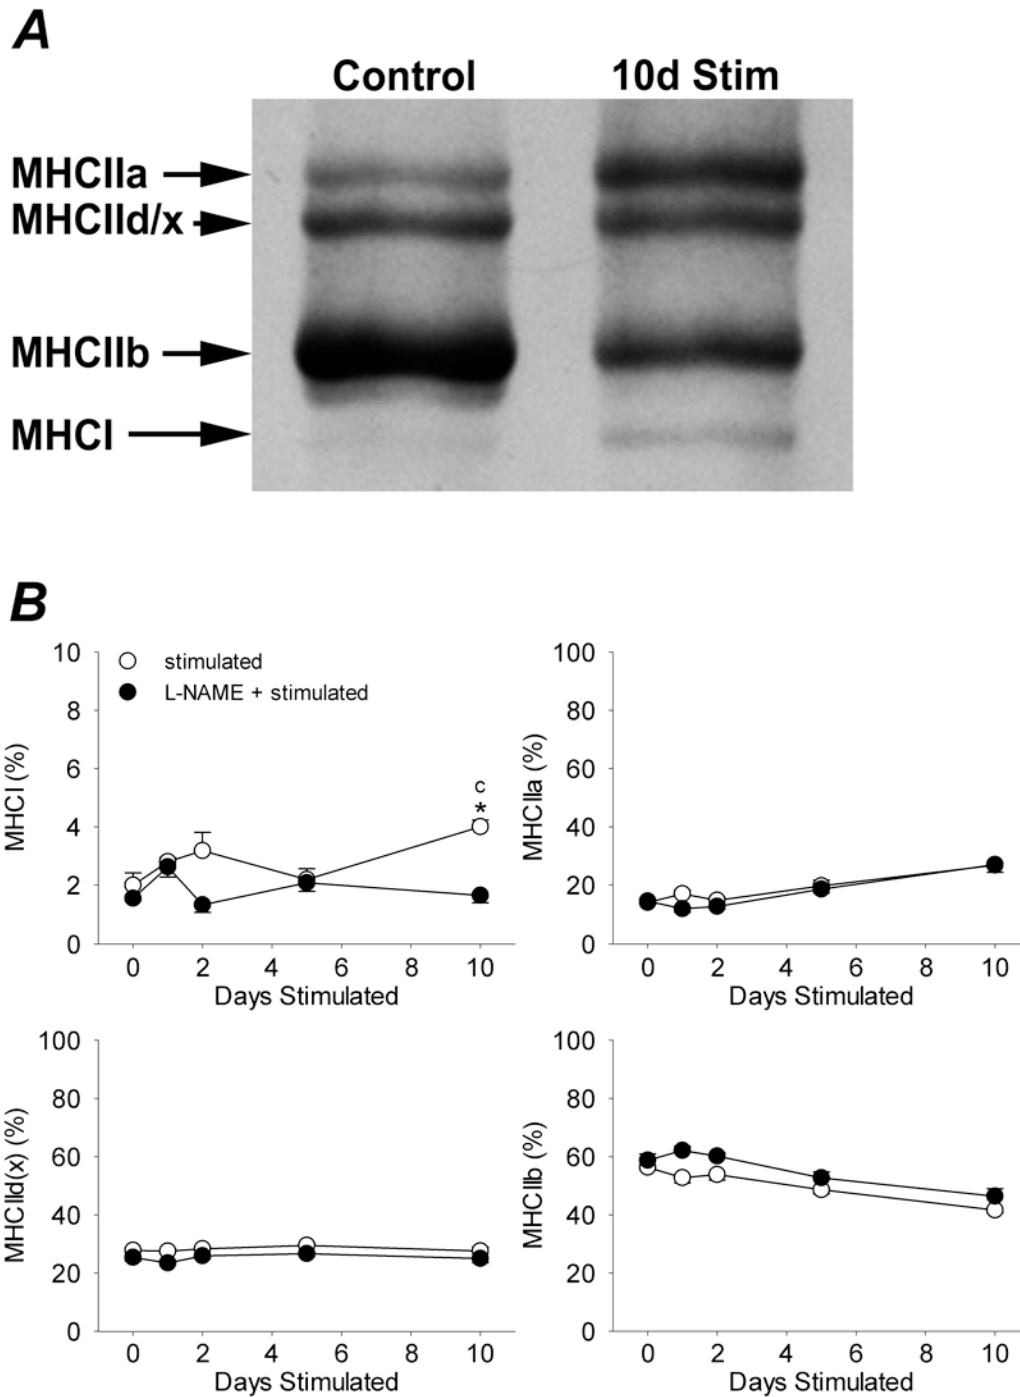 A
Control 10d Stim
MHCIIa
MHCIId/x
MHCIIb
MHCI
B
10
8
6
4
2
0
MHCI (%)
stimulated
L-NAME + stimulated
c
*
0 2 4 6 8 10
Days Stimulated
100
80
60
40
20
0
MHCIIa (%)
0 2 4 6 8 10
Days Stimulated
100
80
60
40
20
0
MHCIId(x) (%)
0 2 4 6 8 10
Days Stimulated
100
80
60
40
20
0
MHCIIb (%)
0 2 4 6 8 10
Days Stimulated